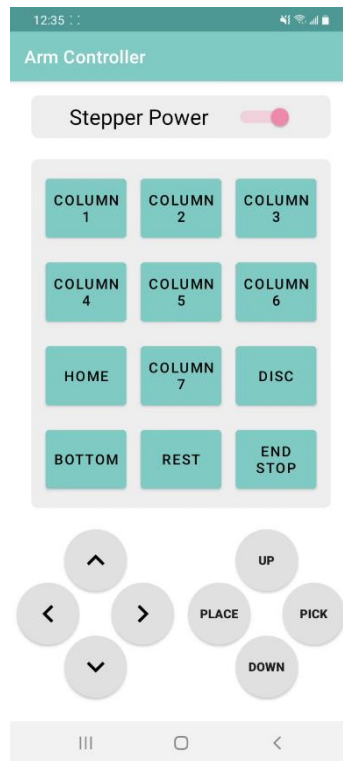 12:35
Arm Controller
Stepper Power
COLUMN
1
COLUMN
2
COLUMN
3
COLUMN
4
COLUMN
5
COLUMN
6
HOME
COLUMN
7
DISC
BOTTOM
REST
END
STOP
UP
PLACE
PICK
DOWN